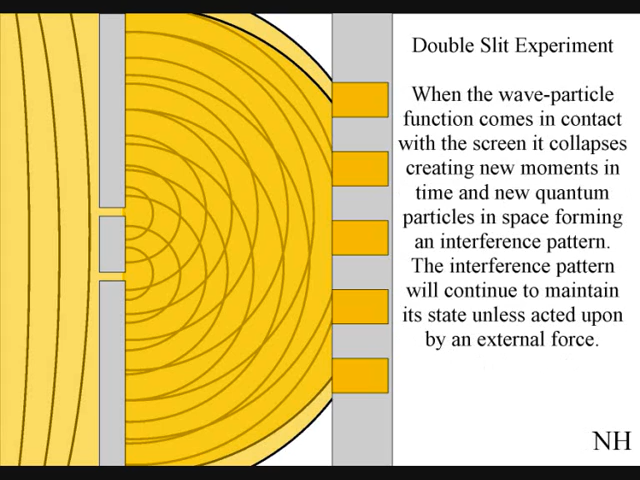 Double Slit Experiment
When the wave-particle
function comes in contact
with the screen it collapses
creating new moments in
time and new quantum
particles in space forming
an interference pattern.
The interference pattern
will continue to maintain
its state unless acted upon
by an external force.
NH